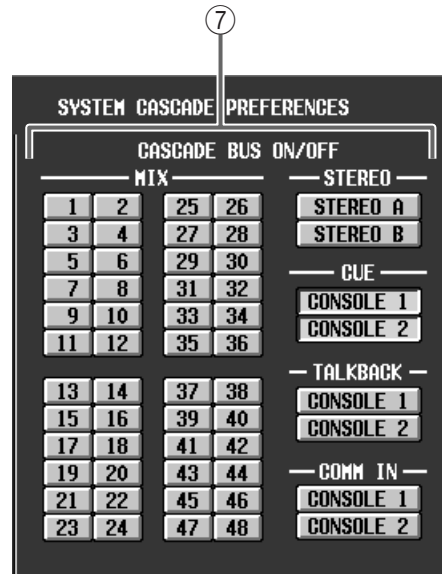 ⑦
SYSTEM CASCADE PREFERENCES
CASCADE BUS ON/OFF
MIX
1 2 25 26
3 4 27 28
5 6 29 30
7 8 31 32
9 10 33 34
11 12 35 36
13 14 37 38
15 16 39 40
17 18 41 42
19 20 43 44
21 22 45 46
23 24 47 48
STEREO
STEREO A
STEREO B
CUE
CONSOLE 1
CONSOLE 2
TALKBACK
CONSOLE 1
CONSOLE 2
COMM IN
CONSOLE 1
CONSOLE 2